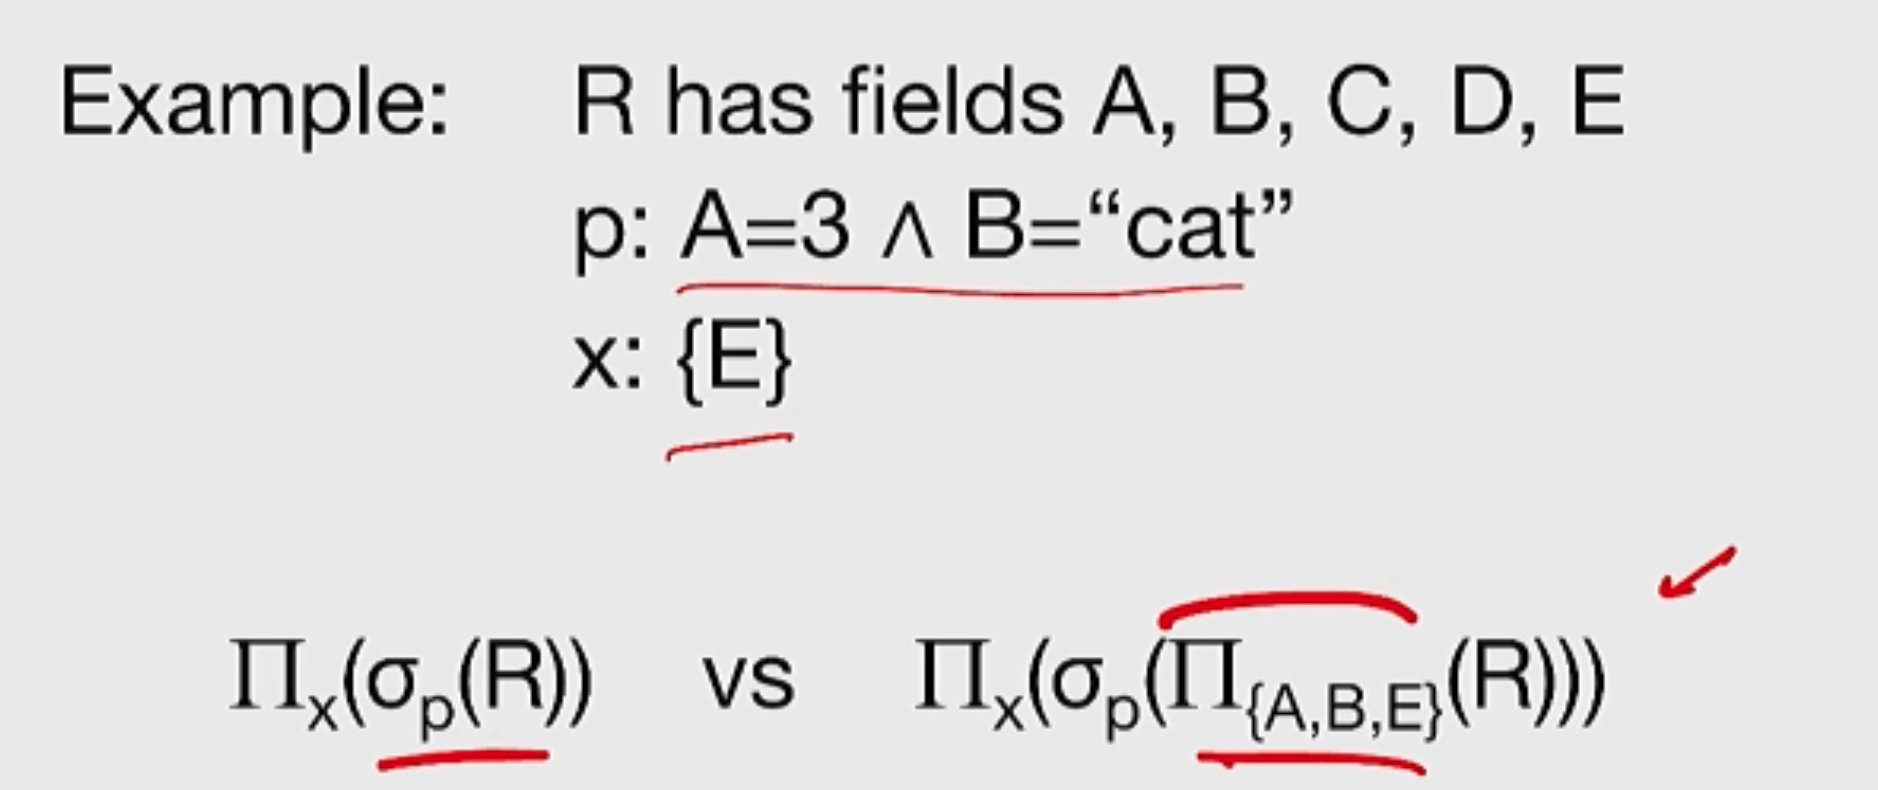 Example: R has fields A, B, C, D, E
p: A=3 ∧ B=“cat”
x: {E}
Πx(σp(R)) vs Πx(σp(Π{A,B,E}(R)))